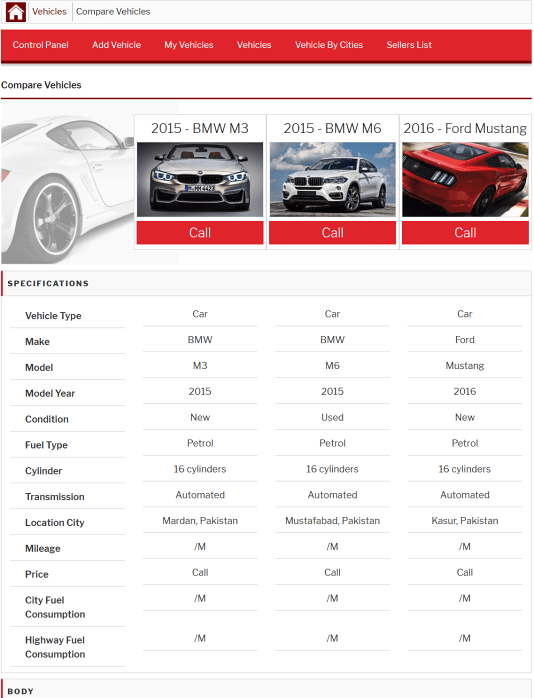 Vehicles Compare Vehicles
Control Panel Add Vehicle My Vehicles Vehicles Vehicle By Cities Sellers List
Compare Vehicles
2015 - BMW M3 2015 - BMW M6 2016 - Ford Mustang
Call Call Call
SPECIFICATIONS
Vehicle Type Car Car Car
Make BMW BMW Ford
Model M3 M6 Mustang
Model Year 2015 2015 2016
Condition New Used New
Fuel Type Petrol Petrol Petrol
Cylinder 16 cylinders 16 cylinders 16 cylinders
Transmission Automated Automated Automated
Location City Mardan, Pakistan Mustafabad, Pakistan Kasur, Pakistan
Mileage /M /M /M
Price Call Call Call
City Fuel /M /M /M
Consumption
Highway Fuel /M /M /M
Consumption
BODY